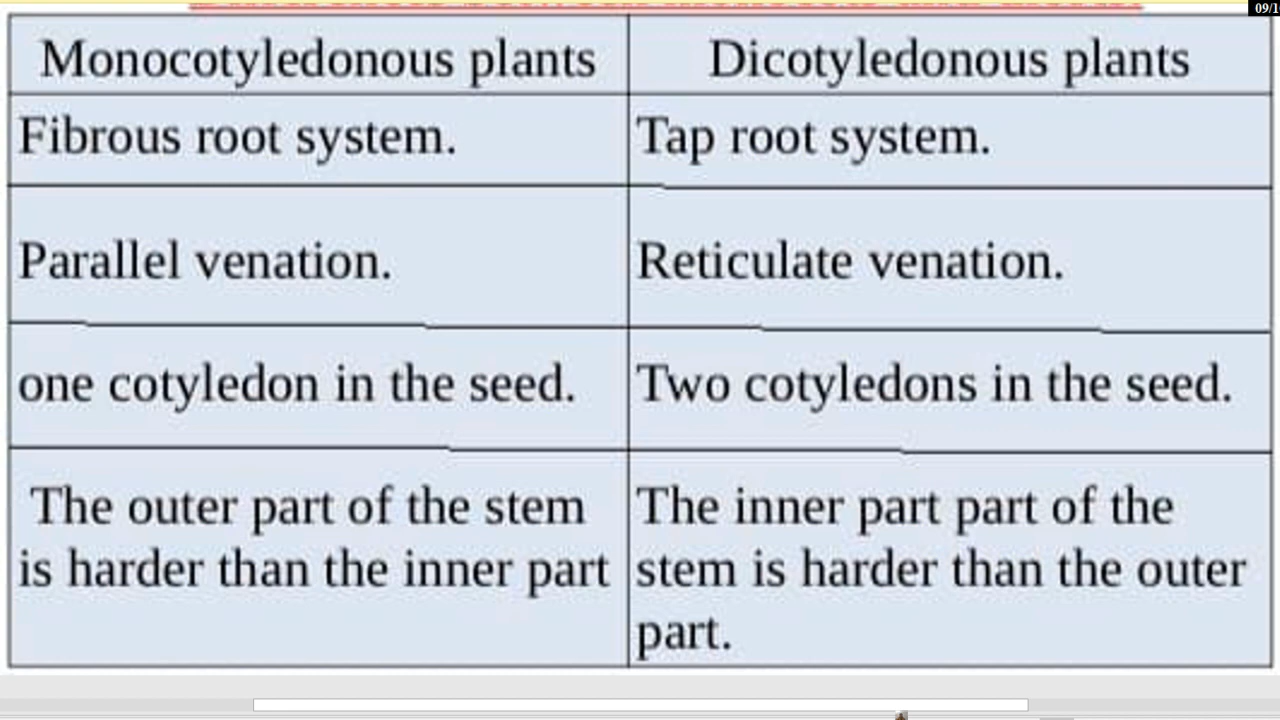 Monocotyledonous plants
Dicotyledonous plants
Fibrous root system.
Tap root system.
Parallel venation.
Reticulate venation.
one cotyledon in the seed.
Two cotyledons in the seed.
The outer part of the stem
is harder than the inner part
The inner part part of the
stem is harder than the outer
part.